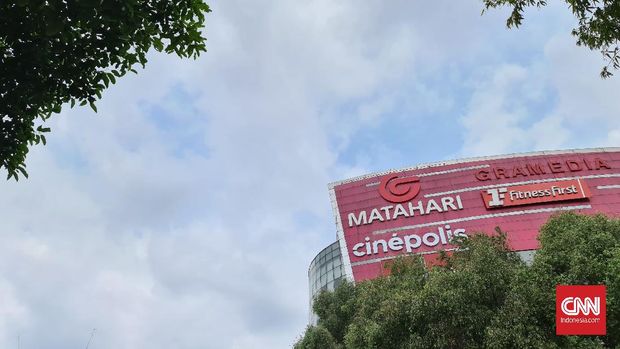 GRAMEDIA
MATAHARI
Fitness First
cinépolis
CNN
Indonesia.com